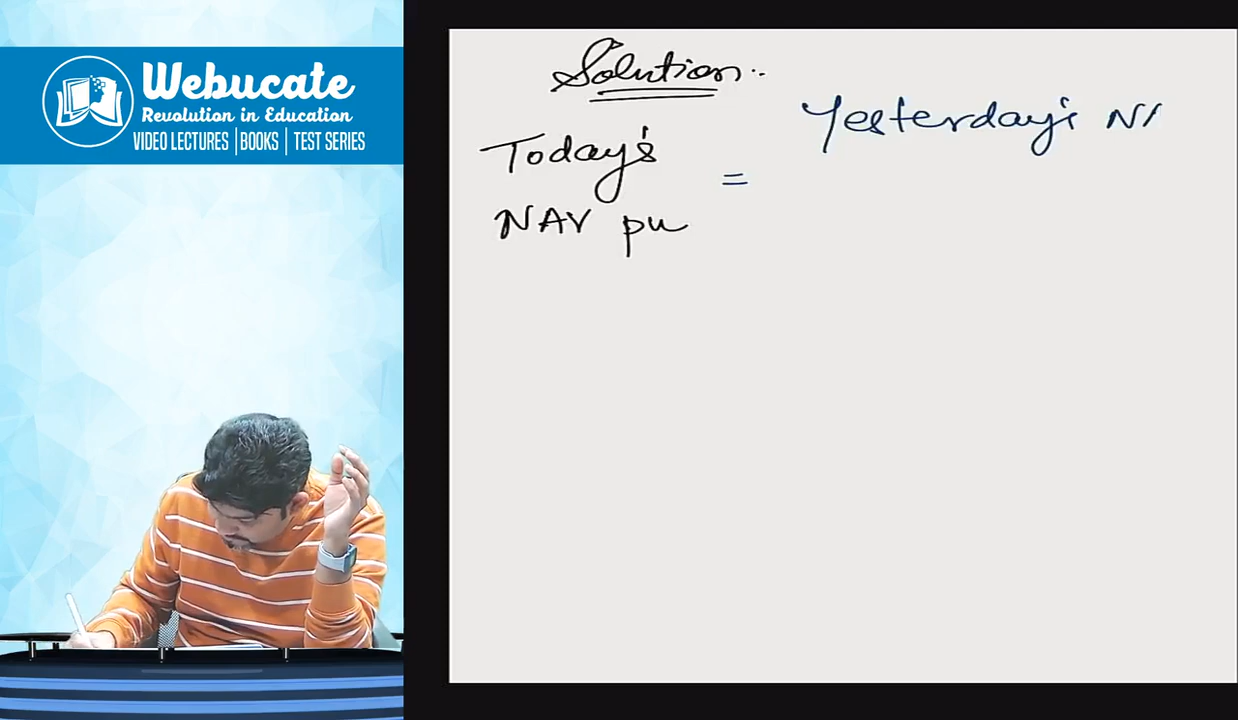 Webucate
Revolution in Education
VIDEO LECTURES | BOOKS | TEST SERIES
Solution:-
Today's
NAV pu
=
Yesterday's